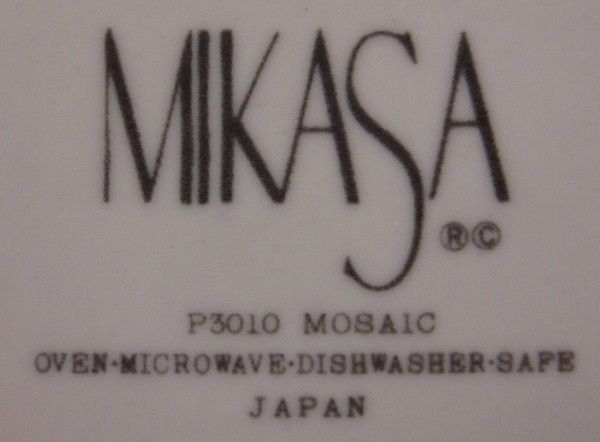 MIKASA
®©
P3010 MOSAIC
OVEN·MICROWAVE·DISHWASHER·SAFE
JAPAN